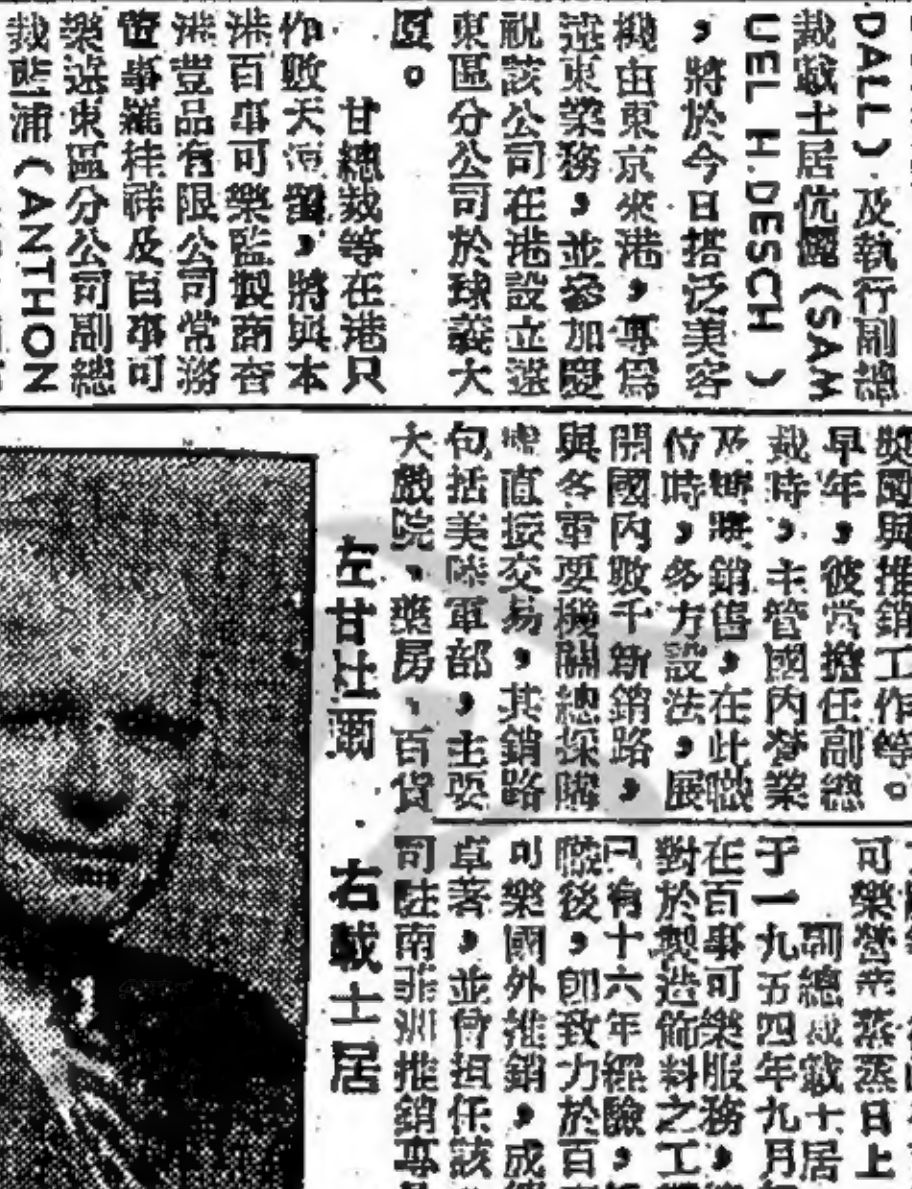 DALL）及執行副總
裁戴士居伉儷（SAM
UEL H.DESCH ）
，將於今日搭泛美客
機由東京來港，專爲
遠東業務，並參加慶
祝該公司在港設立遠
東區分公司於球義大
廈。
甘總裁等在港只
作數天　留，將與本
港百事可樂監製商香
港荳品有限公司常務
董事羅桂祥及百事可
樂遠東區分公司副總
裁　浦（ANTHON
獎勵與推銷工作等。
早年，彼常擔任副總
裁時，主管國內營業
及　　銷售，在此職
位時，多方設法，展
開國內數千新銷路，
與各重要機關總採購
處直接交易，其銷路
包括美陸軍部，主要
大戲院、藥房、百貨
可樂營業蒸蒸日上
副總裁戴士居
于一九五四年九月
在百事可樂服務，
對於製造飾料之工
已有十六年經驗，
職後，卽致力於百
可樂國外推銷，成
卓著，並曾担任該
司駐南非洲推銷專
左甘杜爾．右戴士居